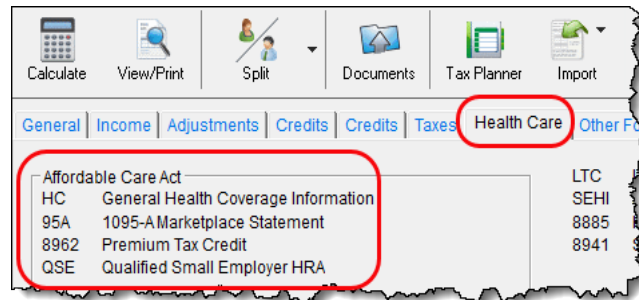 Calculate View/Print Split Documents Tax Planner Import
General Income Adjustments Credits Credits Taxes Health Care Other
Affordable Care Act
HC General Health Coverage Information
95A 1095-A Marketplace Statement
8962 Premium Tax Credit
QSE Qualified Small Employer HRA
LTC
SEHI
8885
8941